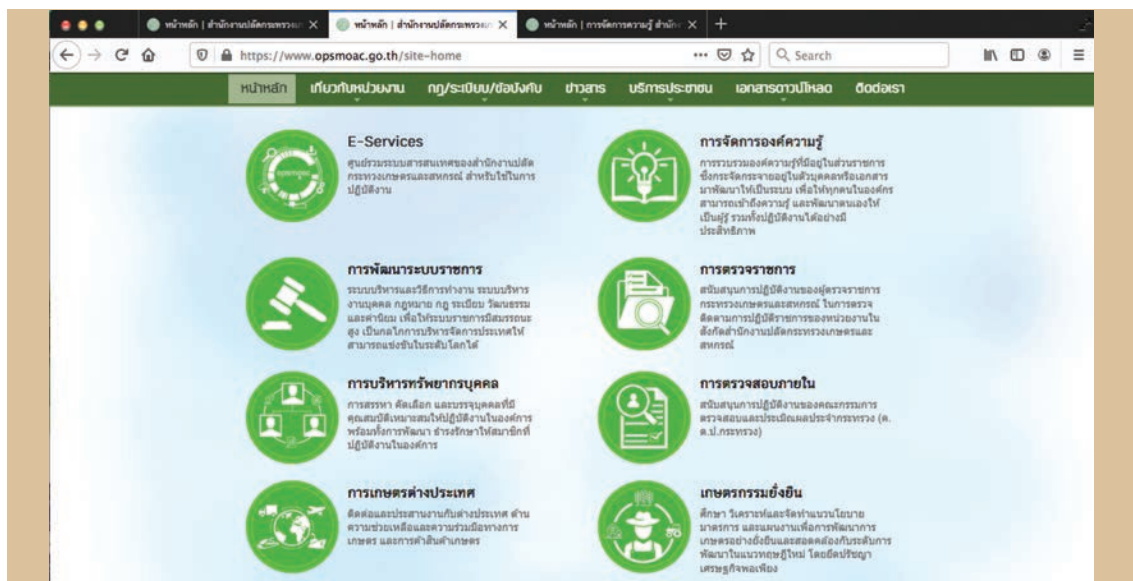 หน้าหลัก | สำนักงานปลัดกระทรวงเก
หน้าหลัก | สำนักงานปลัดกระทรวงเก
หน้าหลัก | การจัดการความรู้ สำนัก
https://www.opsmoac.go.th/site-home
Search
หน้าหลัก เกี่ยวกับหน่วยงาน กฎ/ระเบียบ/ข้อบังคับ ข่าวสาร บริการประชาชน เอกสารดาวน์โหลด ติดต่อเรา
E-Services
ศูนย์รวมระบบสารสนเทศของสำนักงานปลัด
กระทรวงเกษตรและสหกรณ์ สำหรับใช้ในการ
ปฏิบัติงาน
การจัดการองค์ความรู้
การรวบรวมองค์ความรู้ที่มีอยู่ในส่วนราชการ
ซึ่งกระจัดกระจายอยู่ในตัวบุคคลหรือเอกสาร
มาพัฒนาให้เป็นระบบ เพื่อให้ทุกคนในองค์กร
สามารถเข้าถึงความรู้ และพัฒนาตนเองให้
เป็นผู้รู้ รวมทั้งปฏิบัติงานได้อย่างมี
ประสิทธิภาพ
การพัฒนาระบบราชการ
ระบบบริหารและวิธีการทำงาน ระบบบริหาร
งานบุคคล กฎหมาย กฎ ระเบียบ วัฒนธรรม
และค่านิยม เพื่อให้ระบบราชการมีสมรรถนะ
สูง เป็นกลไกการบริหารจัดการประเทศให้
สามารถแข่งขันในระดับโลกได้
การตรวจราชการ
สนับสนุนการปฏิบัติงานของผู้ตรวจราชการ
กระทรวงเกษตรและสหกรณ์ ในการตรวจ
ติดตามการปฏิบัติราชการของหน่วยงานใน
สังกัดสำนักงานปลัดกระทรวงเกษตรและ
สหกรณ์
การบริหารทรัพยากรบุคคล
การสรรหา คัดเลือก และบรรจุบุคคลที่มี
คุณสมบัติเหมาะสมให้ปฏิบัติงานในองค์การ
พร้อมทั้งการพัฒนา ธำรงรักษาให้สมาชิกที่
ปฏิบัติงานในองค์การ
การตรวจสอบภายใน
สนับสนุนการปฏิบัติงานของคณะกรรมการ
ตรวจสอบและประเมินผลประจำกระทรวง (ค.
ต.ป.กระทรวง)
การเกษตรต่างประเทศ
ติดต่อและประสานงานกับต่างประเทศ ด้าน
ความช่วยเหลือและความร่วมมือทางการ
เกษตร และการค้าสินค้าเกษตร
เกษตรกรรมยั่งยืน
ศึกษา วิเคราะห์และจัดทำแนวนโยบาย
มาตรการ และแผนงานเพื่อการพัฒนาการ
เกษตรอย่างยั่งยืนและสอดคล้องกับระดับการ
พัฒนาในแนวทฤษฎีใหม่ โดยยึดปรัชญา
เศรษฐกิจพอเพียง